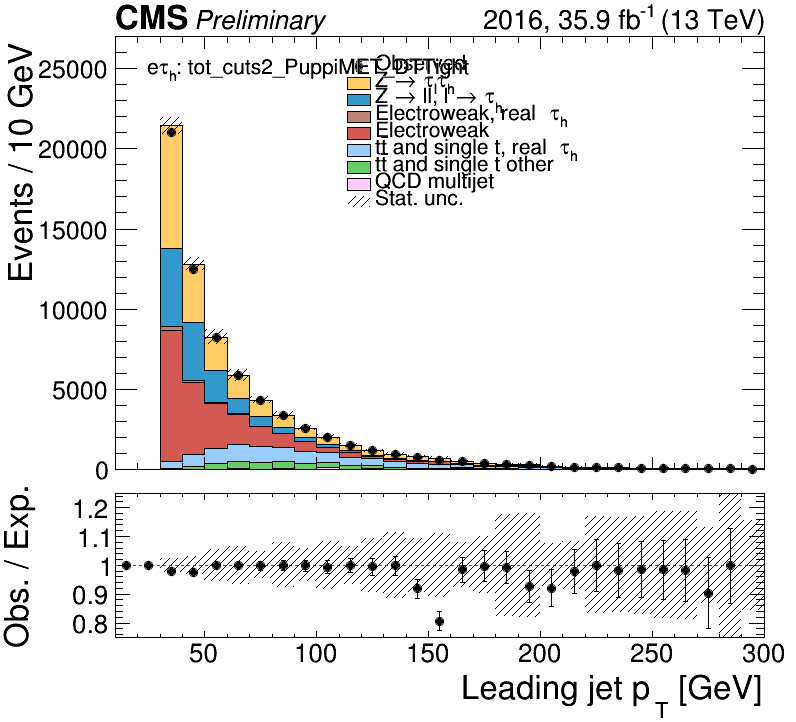 CMS Preliminary 2016, 35.9 fb⁻¹ (13 TeV)
Events / 10 GeV
25000
20000
15000
10000
5000
0
eτh: tot_cuts2_PuppiMET_DTTight
Observed
Z → τlτh
Z → ll, l → τh
Electroweak, real τh
Electroweak
tt̄ and single t, real τh
tt̄ and single t other
QCD multijet
Stat. unc.
Obs. / Exp.
1.2
1.1
1
0.9
0.8
50 100 150 200 250 300
Leading jet pT [GeV]